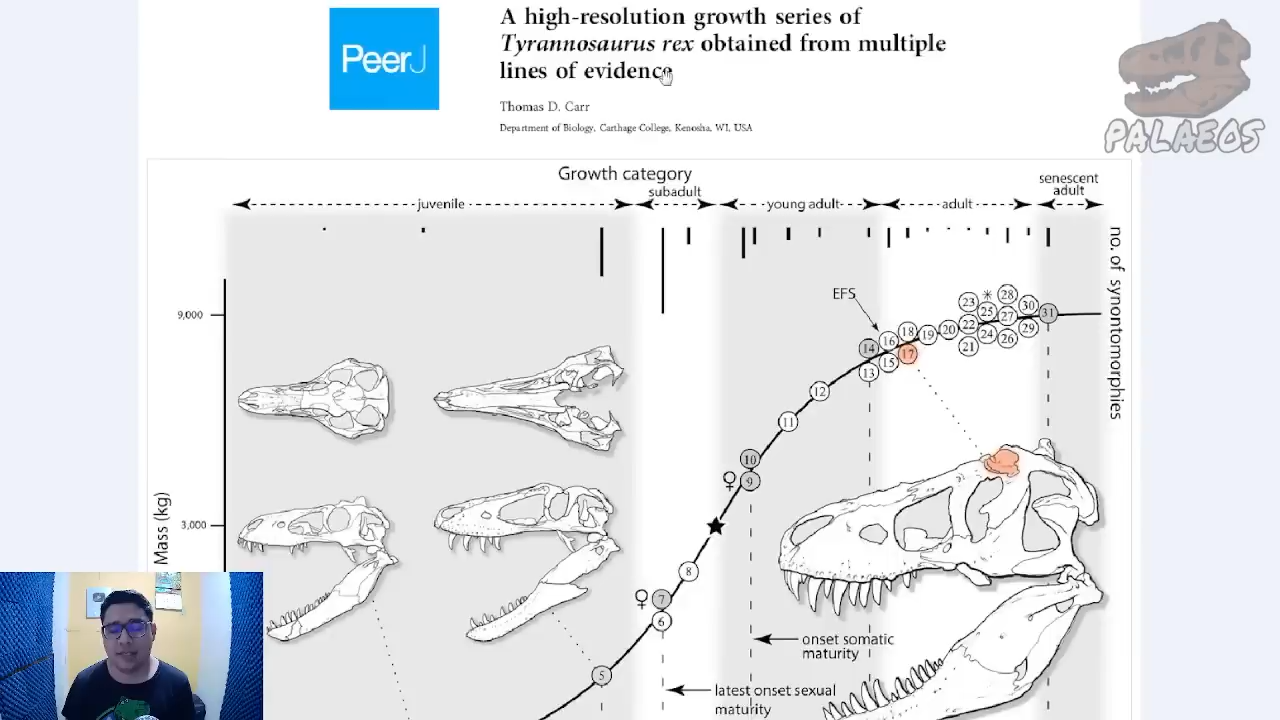 A high-resolution growth series of
Tyrannosaurus rex obtained from multiple
lines of evidence
PeerJ
Thomas D. Carr
Department of Biology, Carthage College, Kenosha, WI, USA
PALAEOS
Growth category
juvenile
subadult
young adult
adult
senescent
adult
no. of synontomorphies
Mass (kg)
9,000
3,000
EFS
23
*
28
25
30
31
22
27
29
24
26
21
20
19
18
17
16
15
14
13
12
11
10
♀ 9
8
♀ 7
6
5
onset somatic
maturity
latest onset sexual
maturity